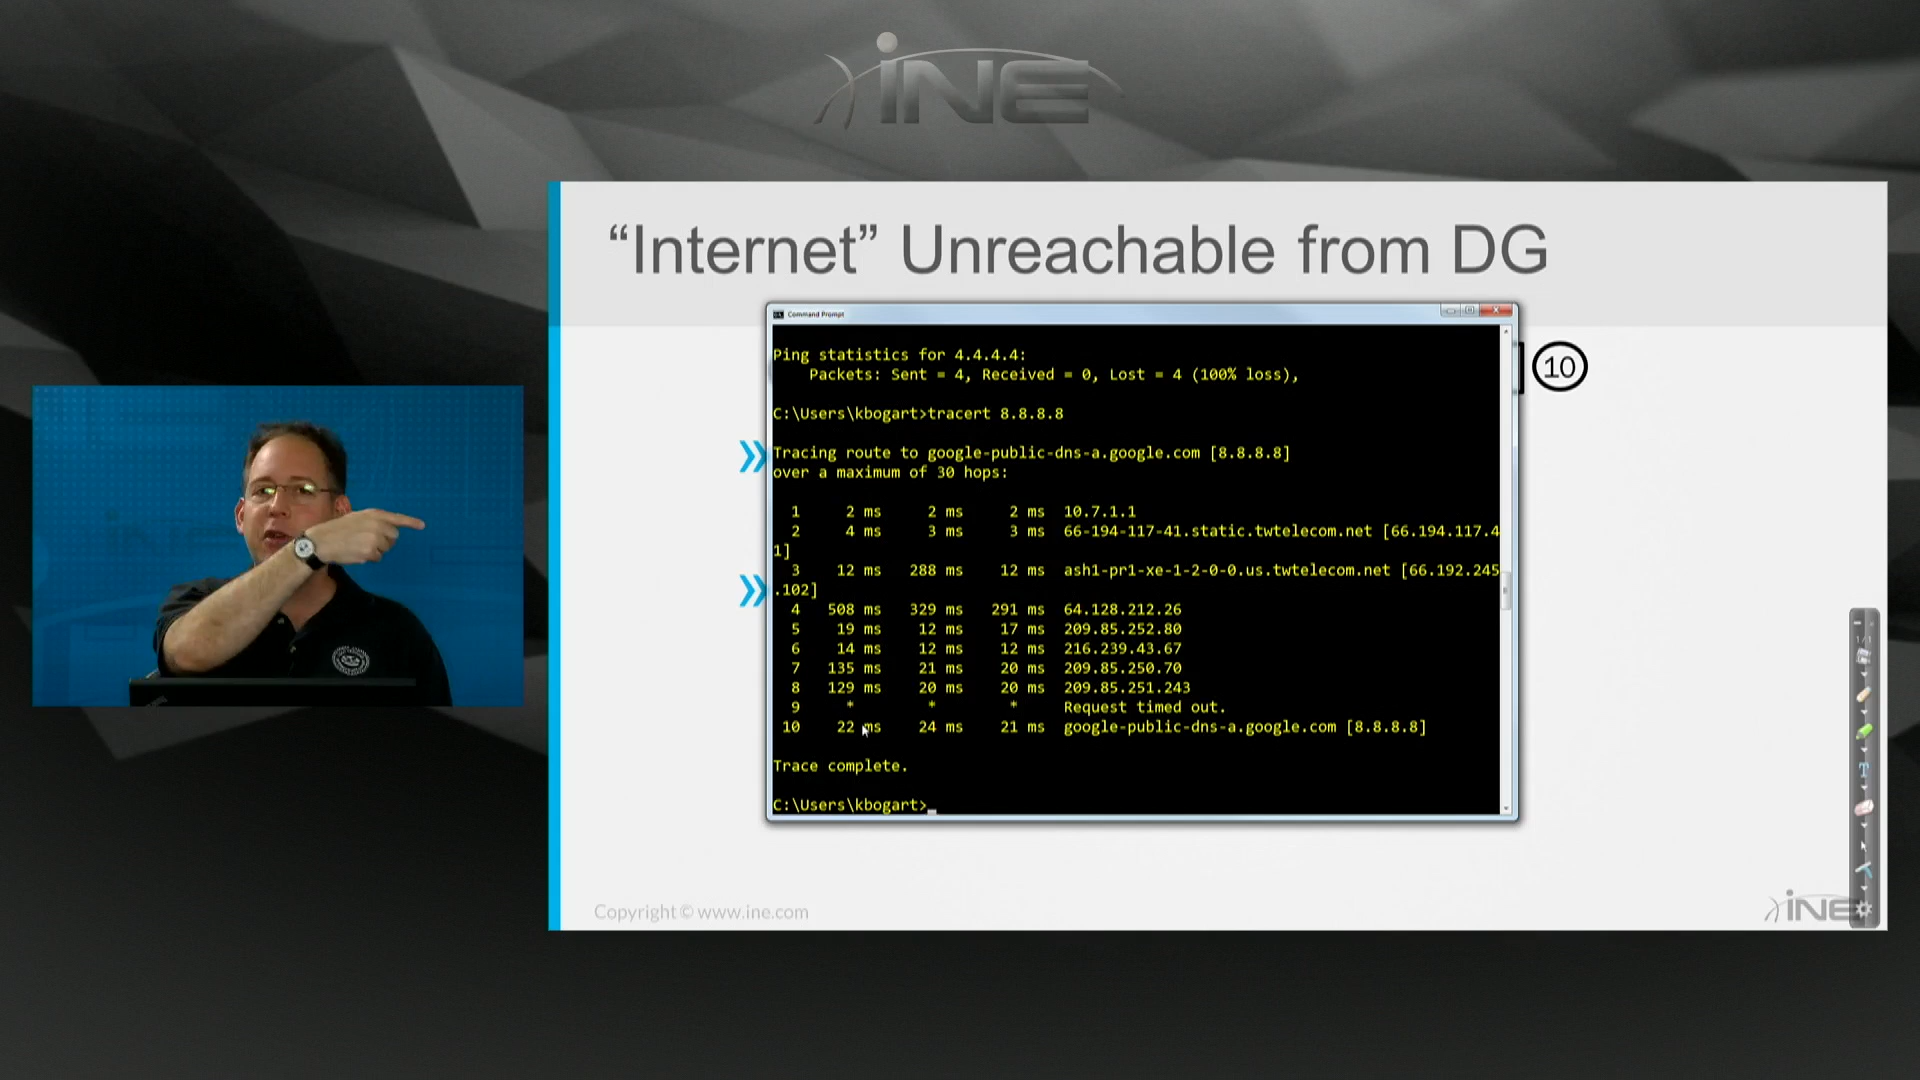 iNE
“Internet” Unreachable from DG
Command Prompt
10
Ping statistics for 4.4.4.4:
Packets: Sent = 4, Received = 0, Lost = 4 (100% loss),
C:\Users\kbogart>tracert 8.8.8.8
Tracing route to google-public-dns-a.google.com [8.8.8.8]
over a maximum of 30 hops:
1 2 ms 2 ms 2 ms 10.7.1.1
2 4 ms 3 ms 3 ms 66-194-117-41.static.twtelecom.net [66.194.117.4
1]
3 12 ms 288 ms 12 ms ash1-pr1-xe-1-2-0-0.us.twtelecom.net [66.192.245
.102]
4 508 ms 329 ms 291 ms 64.128.212.26
5 19 ms 12 ms 17 ms 209.85.252.80
6 14 ms 12 ms 12 ms 216.239.43.67
7 135 ms 21 ms 20 ms 209.85.250.70
8 129 ms 20 ms 20 ms 209.85.251.243
9 * * * Request timed out.
10 22 ms 24 ms 21 ms google-public-dns-a.google.com [8.8.8.8]
Trace complete.
C:\Users\kbogart>_
Copyright © www.ine.com
iNE